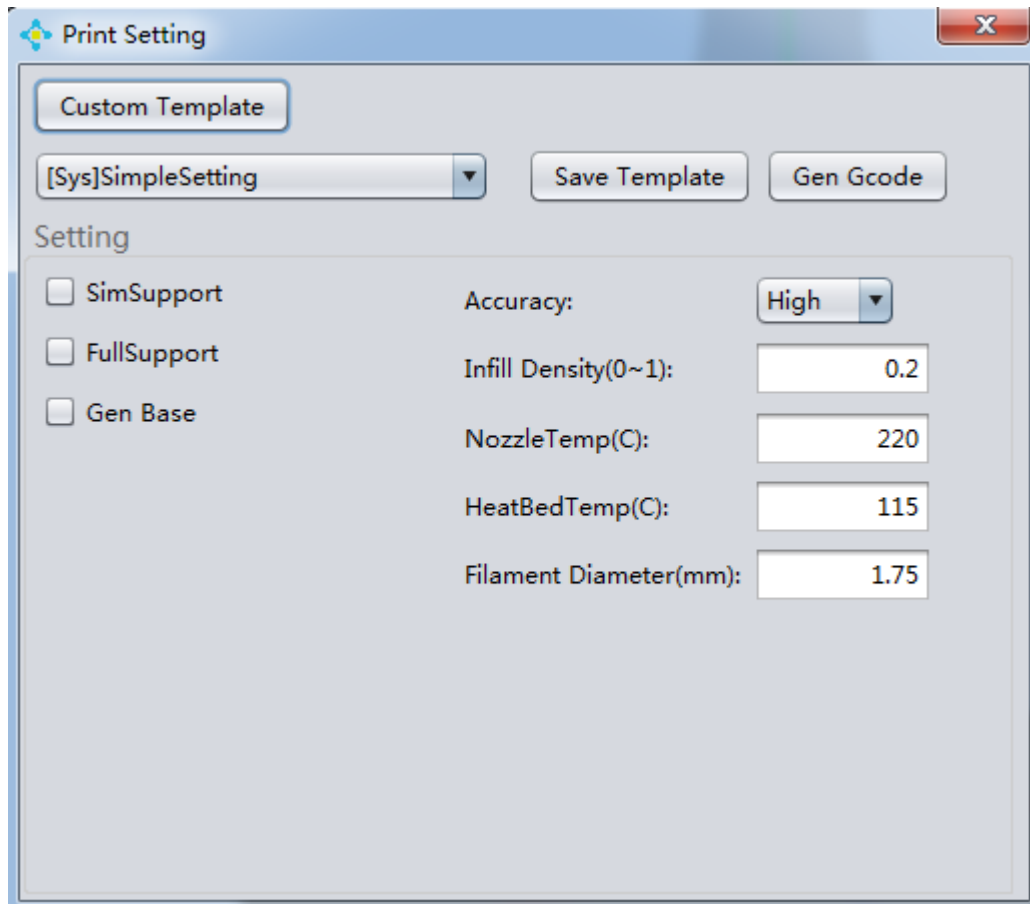 Print Setting
Custom Template
[Sys]SimpleSetting Save Template Gen Gcode
Setting
SimSupport Accuracy: High
FullSupport Infill Density(0~1): 0.2
Gen Base NozzleTemp(C): 220
HeatBedTemp(C): 115
Filament Diameter(mm): 1.75